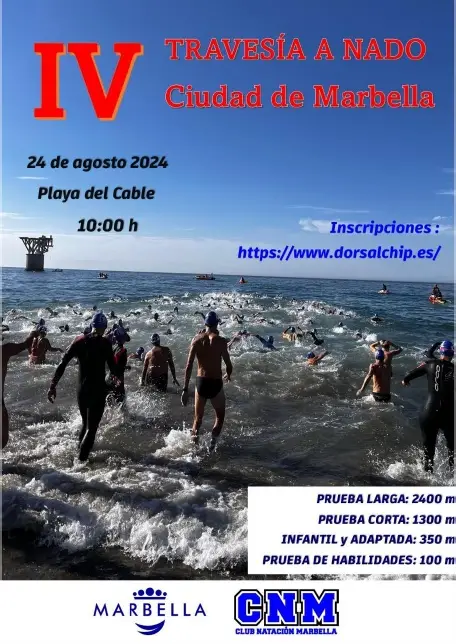 IV
TRAVESÍA A NADO
Ciudad de Marbella
24 de agosto 2024
Playa del Cable
10:00 h
Inscripciones :
https://www.dorsalchip.es/
PRUEBA LARGA: 2400 m
PRUEBA CORTA: 1300 m
INFANTIL y ADAPTADA: 350 m
PRUEBA DE HABILIDADES: 100 m
MARBELLA
CNM
CLUB NATACIÓN MARBELLA